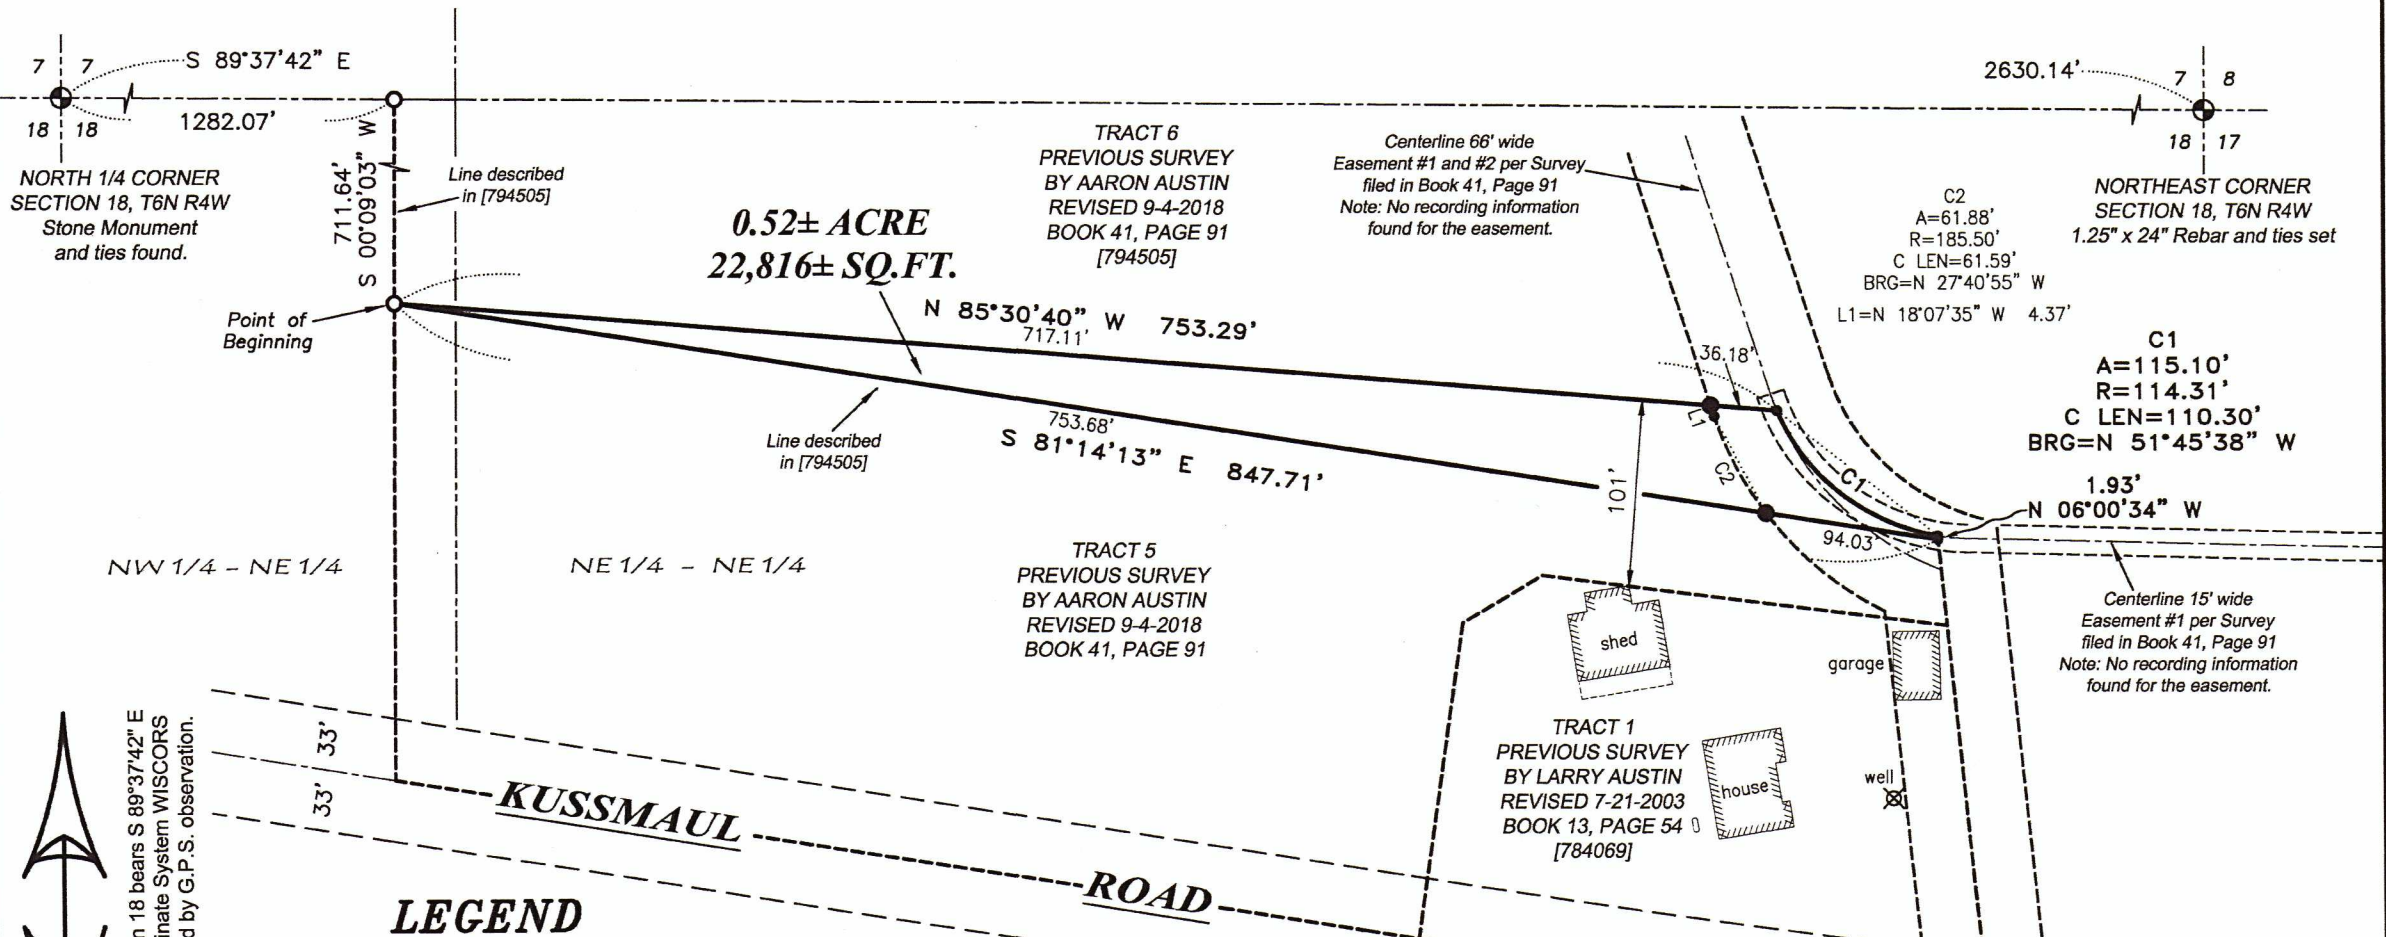 7 7
S 89°37'42" E
1282.07'
18 18
NORTH 1/4 CORNER
SECTION 18, T6N R4W
Stone Monument
and ties found.
711.64'
S 00°09'03" W
Line described
in [794505]
Point of
Beginning
0.52± ACRE
22,816± SQ.FT.
TRACT 6
PREVIOUS SURVEY
BY AARON AUSTIN
REVISED 9-4-2018
BOOK 41, PAGE 91
[794505]
Centerline 66' wide
Easement #1 and #2 per Survey
filed in Book 41, Page 91
Note: No recording information
found for the easement.
2630.14'
7 8
18 17
NORTHEAST CORNER
SECTION 18, T6N R4W
1.25" x 24" Rebar and ties set
C2
A=61.88'
R=185.50'
C LEN=61.59'
BRG=N 27°40'55" W
L1=N 18°07'35" W 4.37'
C1
A=115.10'
R=114.31'
C LEN=110.30'
BRG=N 51°45'38" W
1.93'
N 06°00'34" W
N 85°30'40" W 753.29'
717.11'
36.18'
L1
C2
C1
753.68'
S 81°14'13" E 847.71'
94.03'
101'
Line described
in [794505]
NW 1/4 - NE 1/4
NE 1/4 - NE 1/4
TRACT 5
PREVIOUS SURVEY
BY AARON AUSTIN
REVISED 9-4-2018
BOOK 41, PAGE 91
Centerline 15' wide
Easement #1 per Survey
filed in Book 41, Page 91
Note: No recording information
found for the easement.
shed
garage
TRACT 1
PREVIOUS SURVEY
BY LARRY AUSTIN
REVISED 7-21-2003
BOOK 13, PAGE 54
[784069]
house
well
33'
33'
KUSSMAUL
ROAD
n 18 bears S 89°37'42" E
inate System WISCORS
d by G.P.S. observation.
LEGEND